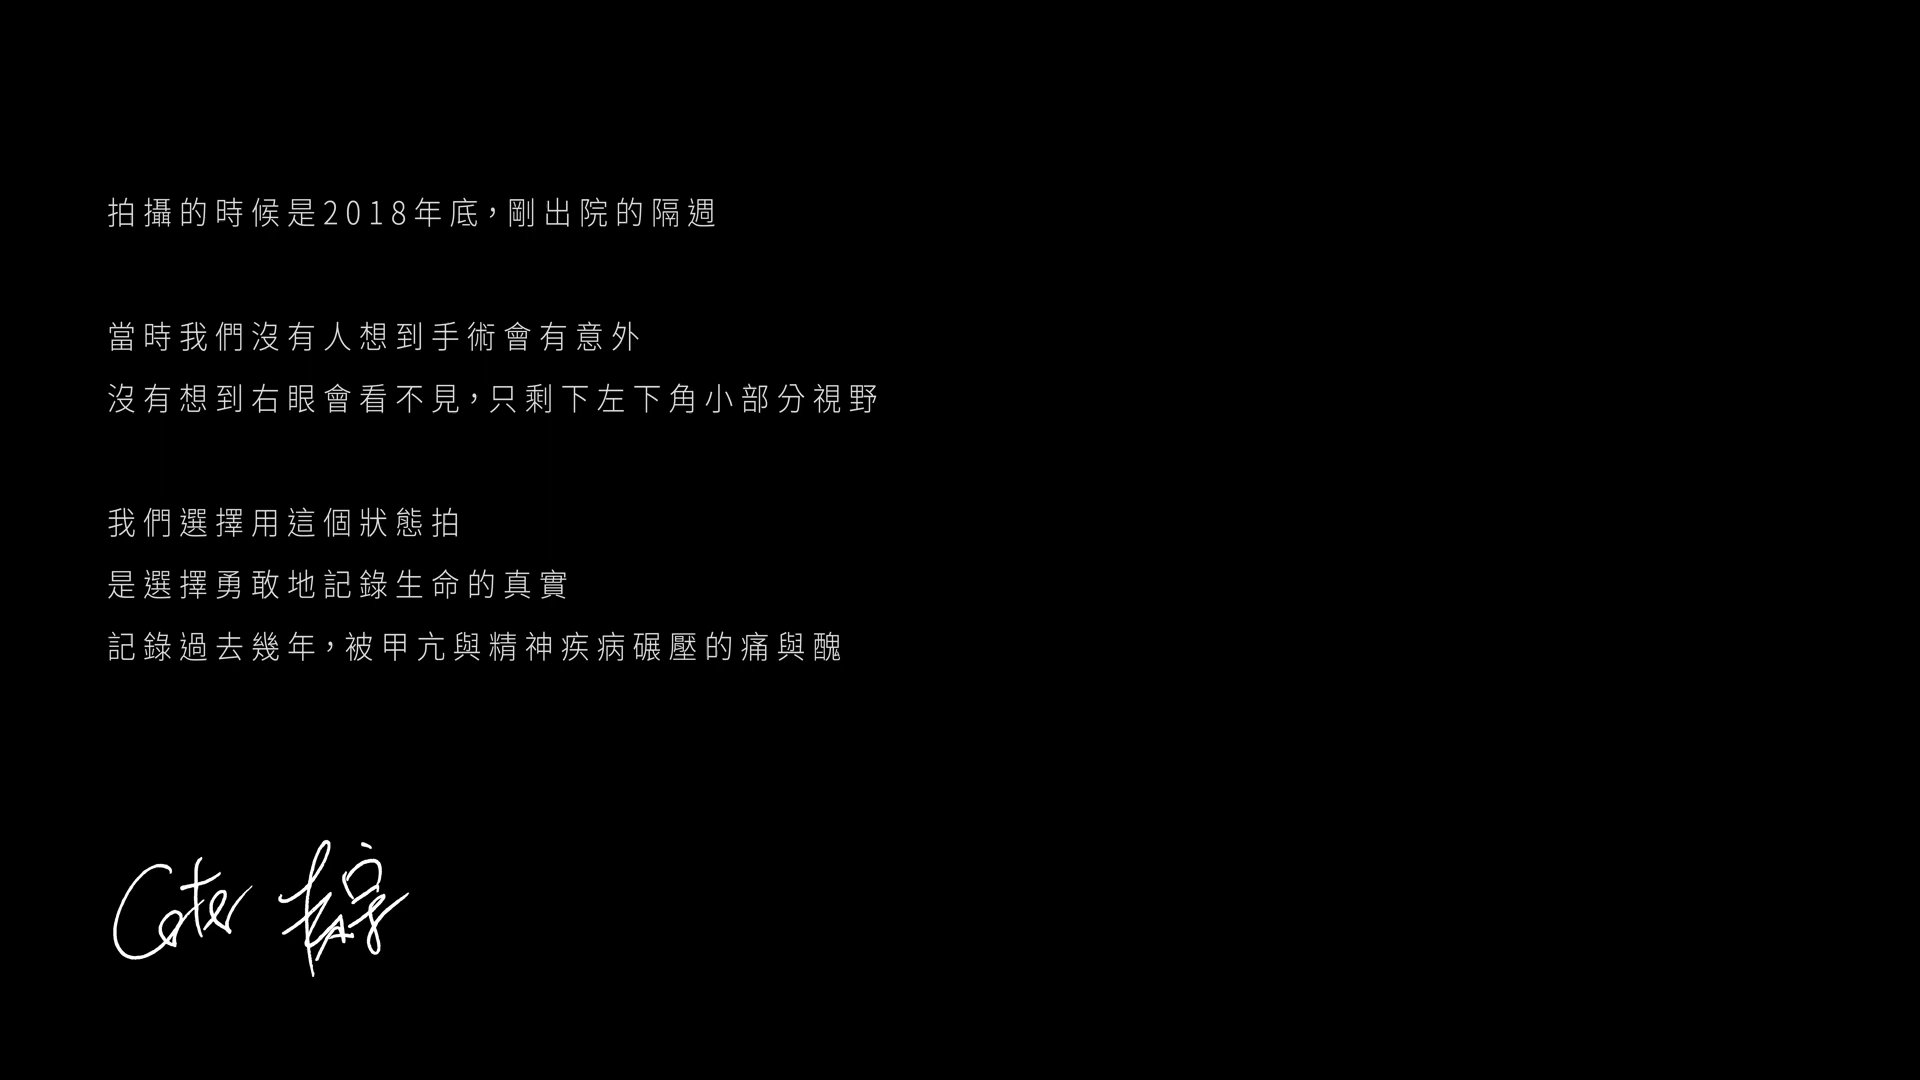 拍攝的時候是2018年底，剛出院的隔週
當時我們沒有人想到手術會有意外
沒有想到右眼會看不見，只剩下左下角小部分視野
我們選擇用這個狀態拍
是選擇勇敢地記錄生命的真實
記錄過去幾年，被甲亢與精神疾病碾壓的痛與醜